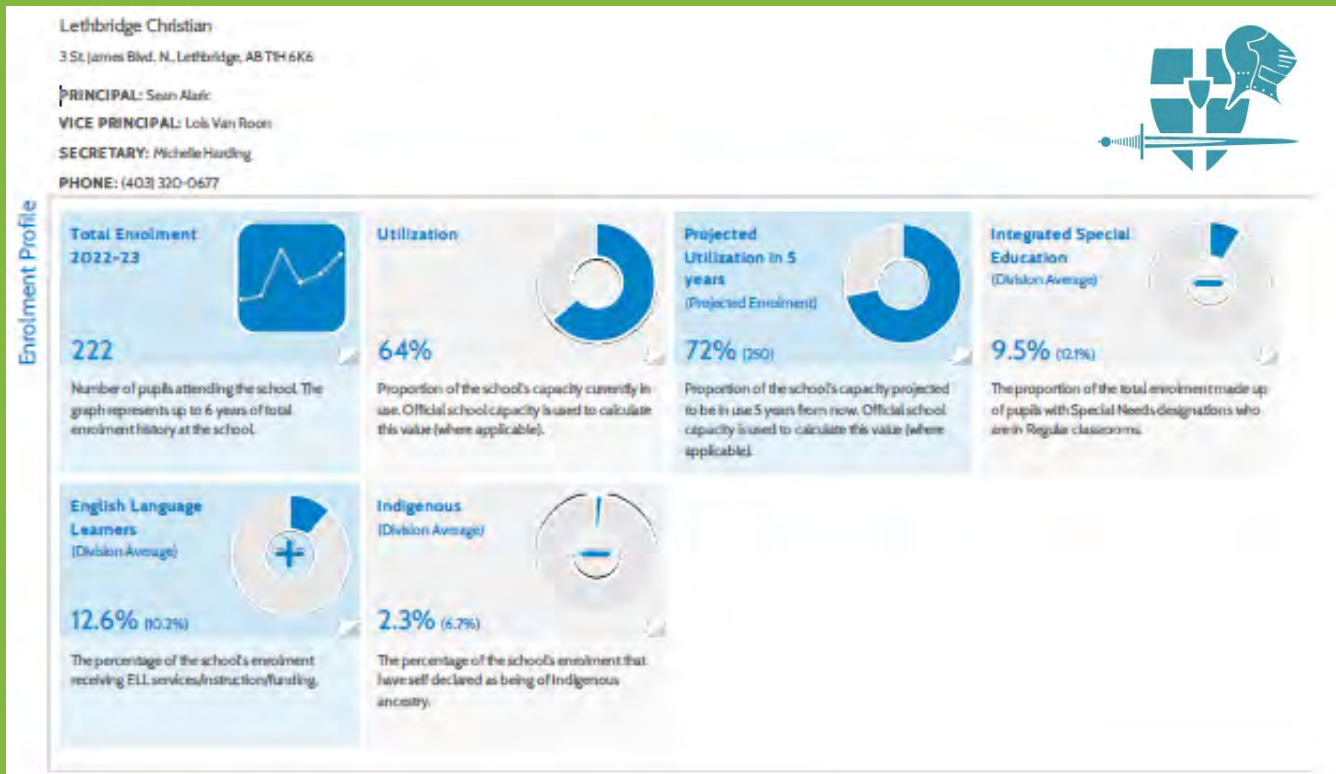 Lethbridge Christian
3 St. James Blvd. N., Lethbridge, AB T1H 6K6
PRINCIPAL: Sean Alaric
VICE PRINCIPAL: Lois Van Roon
SECRETARY: Michelle Harding
PHONE: (403) 320-0677
Enrolment Profile
Total Enrolment
2022-23
222
Number of pupils attending the school. The
graph represents up to 6 years of total
enrolment history at the school.
Utilization
64%
Proportion of the school's capacity currently in
use. Official school capacity is used to calculate
this value (where applicable).
Projected
Utilization in 5
years
(Projected Enrolment)
72% (250)
Proportion of the school's capacity projected
to be in use 5 years from now. Official school
capacity is used to calculate this value (where
applicable).
Integrated Special
Education
(Division Average)
9.5% (12.1%)
The proportion of the total enrolment made up
of pupils with Special Needs designations who
are in Regular classrooms.
English Language
Learners
(Division Average)
12.6% (10.2%)
The percentage of the school's enrolment
receiving ELL services/instruction/funding.
Indigenous
(Division Average)
2.3% (6.7%)
The percentage of the school's enrolment that
have self declared as being of Indigenous
ancestry.